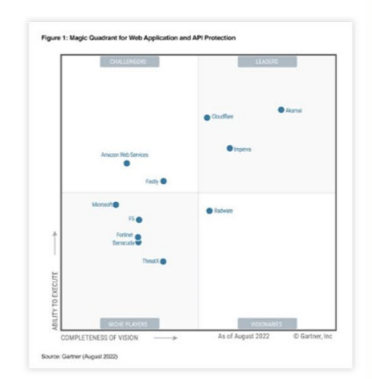 Figure 1: Magic Quadrant for Web Application and API Protection
CHALLENGERS
LEADERS
Akamai
Cloudflare
Imperva
Amazon Web Services
Fastly
Microsoft
F5
Radware
Fortinet
Barracuda
ThreatX
ABILITY TO EXECUTE
NICHE PLAYERS
VISIONARIES
COMPLETENESS OF VISION
As of August 2022
© Gartner, Inc
Source: Gartner (August 2022)